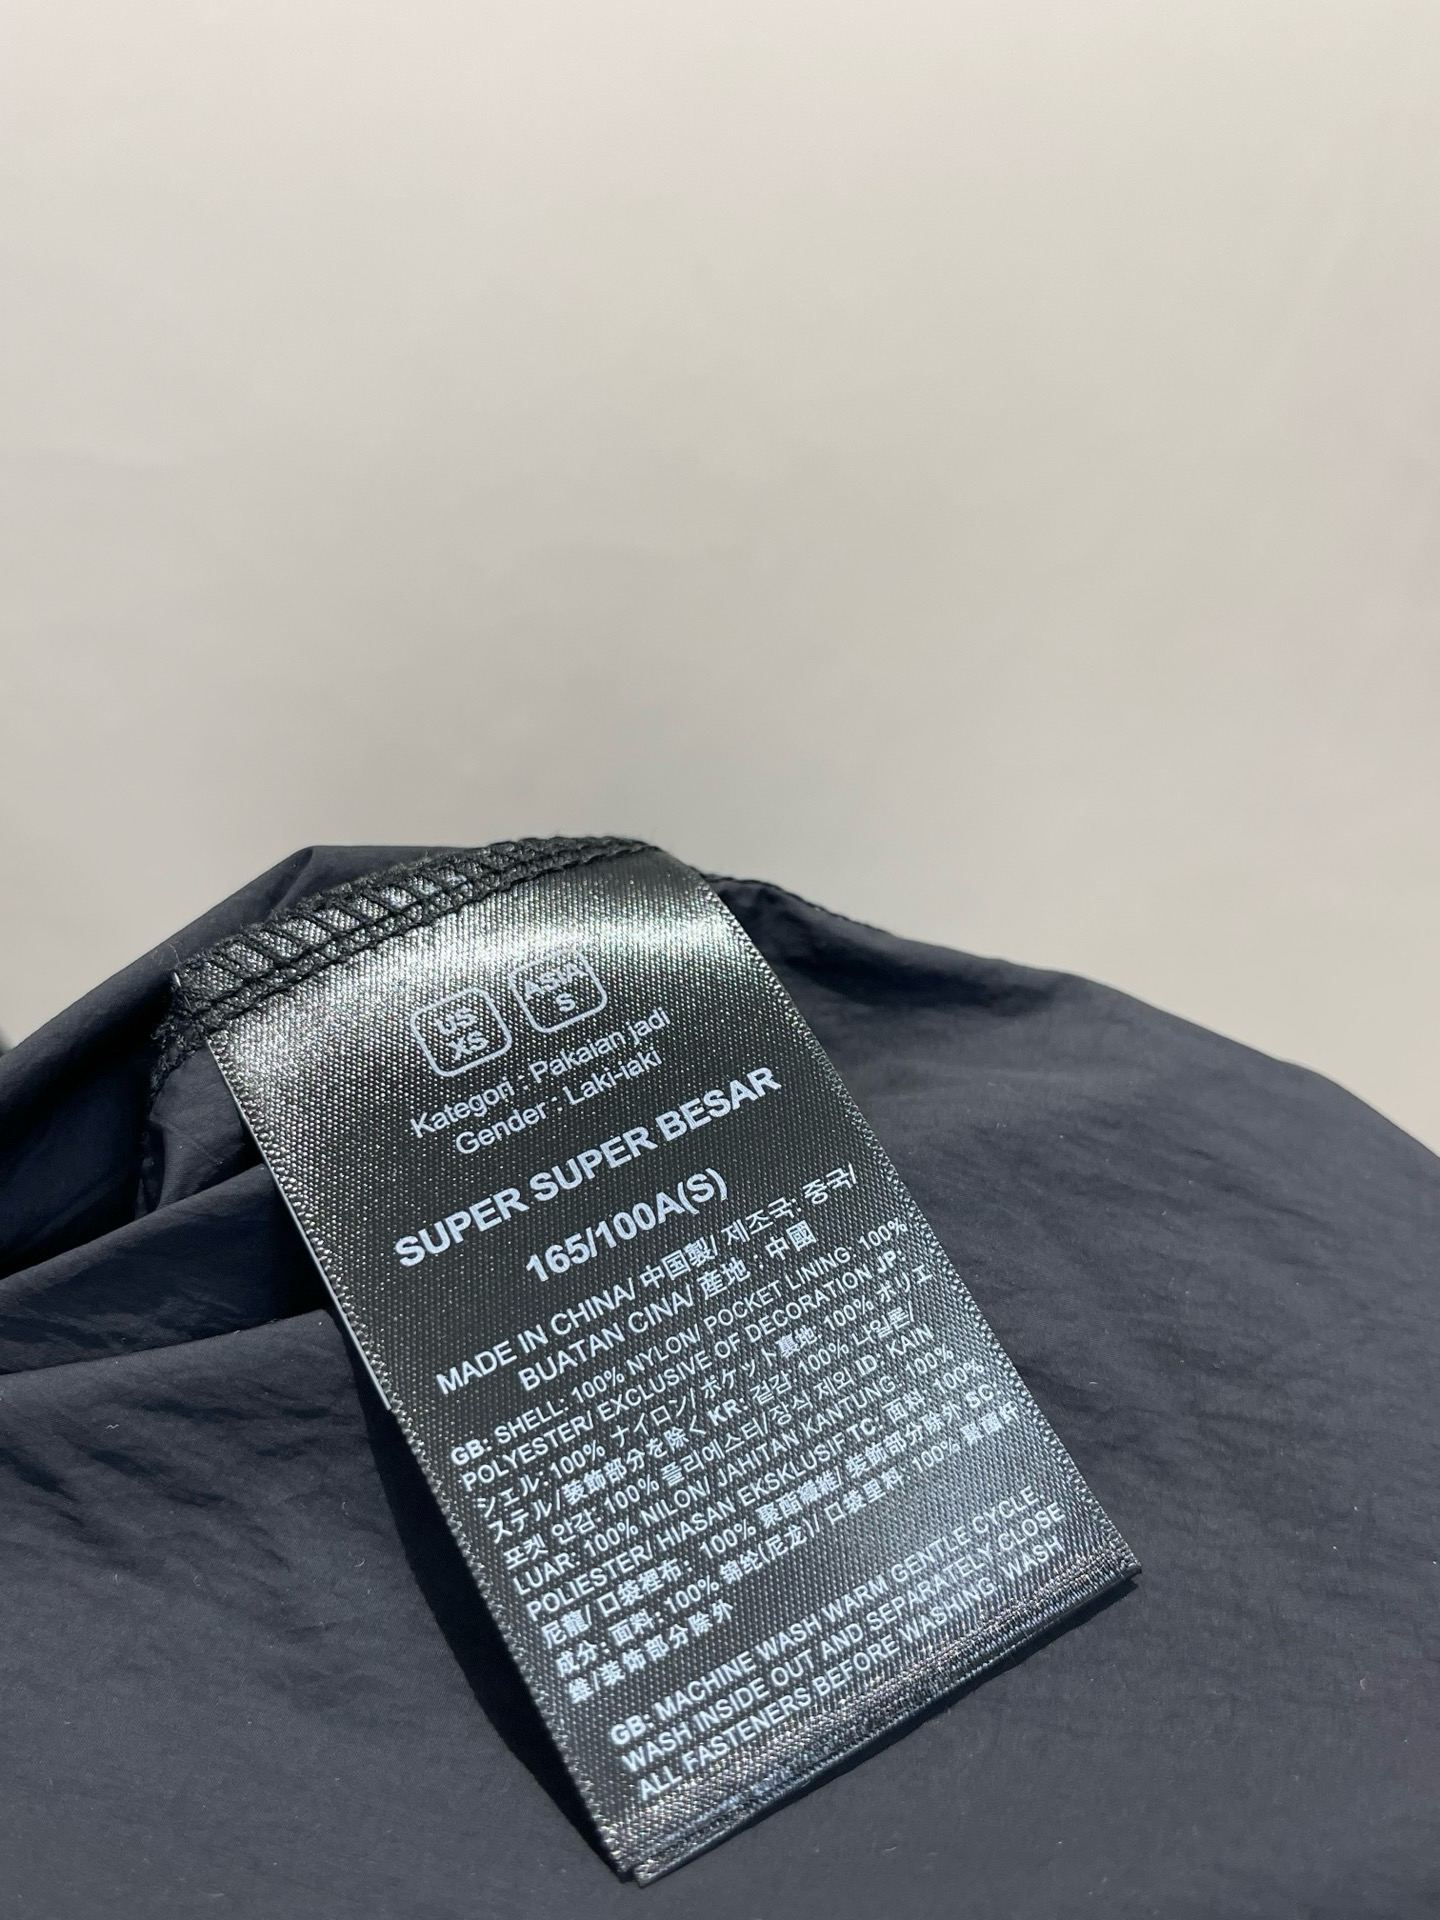 US
XS
ASIA
S
Kategori : Pakaian jadi
Gender : Laki-laki
SUPER SUPER BESAR
165/100A(S)
MADE IN CHINA/ 中国製/ 제조국: 중국/
BUATAN CINA/ 産地 : 中國
GB: SHELL: 100% NYLON/ POCKET LINING. 100%
POLYESTER/ EXCLUSIVE OF DECORATION JP:
シェル: 100% ナイロン/ ポケット裏地 100% ポリエ
ステル/装飾部分を除く KR: 겉감 100% 나일론/
포켓 안감 100% 폴리에스터/장식 제외 ID: KAIN
LUAR: 100% NILON/ JAHITAN KANTUNG. 100%
POLIESTER/ HIASAN EKSKLUSIF TC: 面料. 100%
尼龍/ 口袋裡布: 100% 聚酯纖維/ 裝飾部分除外 SC:
成分: 面料: 100% 锦纶(尼龙)/ 口袋里料. 100% 聚酯纤
维/装饰部分除外
GB: MACHINE WASH WARM GENTLE CYCLE
WASH INSIDE OUT AND SEPARATELY. CLOSE
ALL FASTENERS BEFORE WASHING. WASH